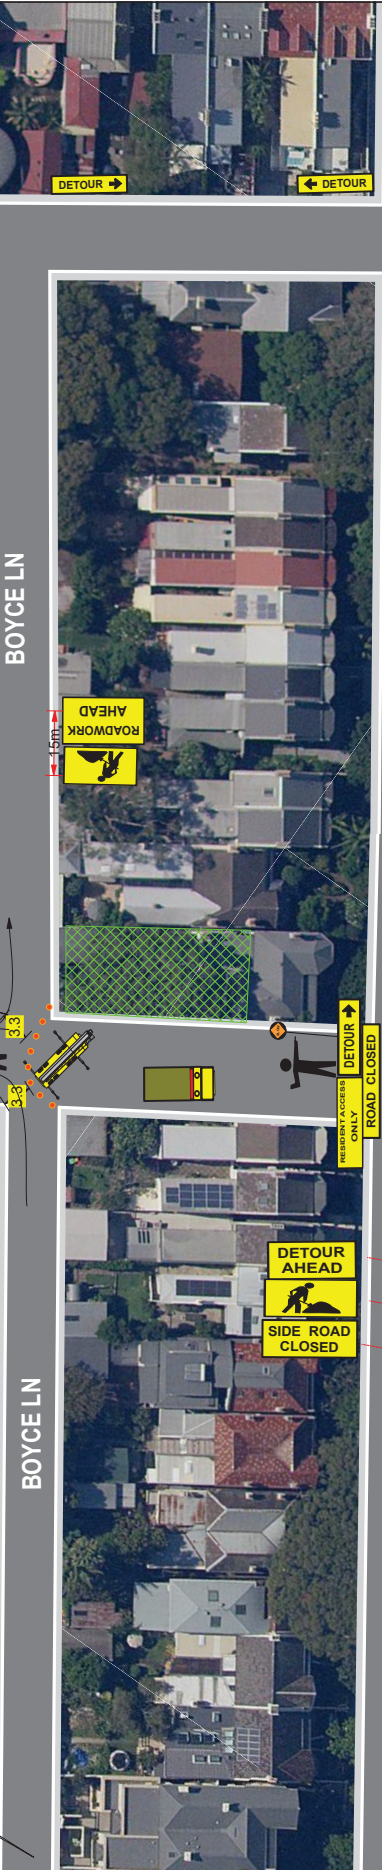 DETOUR
DETOUR
BOYCE LN
ROADWORK
AHEAD
15m
3.3
3.3
DETOUR
RESIDENT ACCESS
ONLY
ROAD CLOSED
DETOUR
AHEAD
SIDE ROAD
CLOSED
BOYCE LN